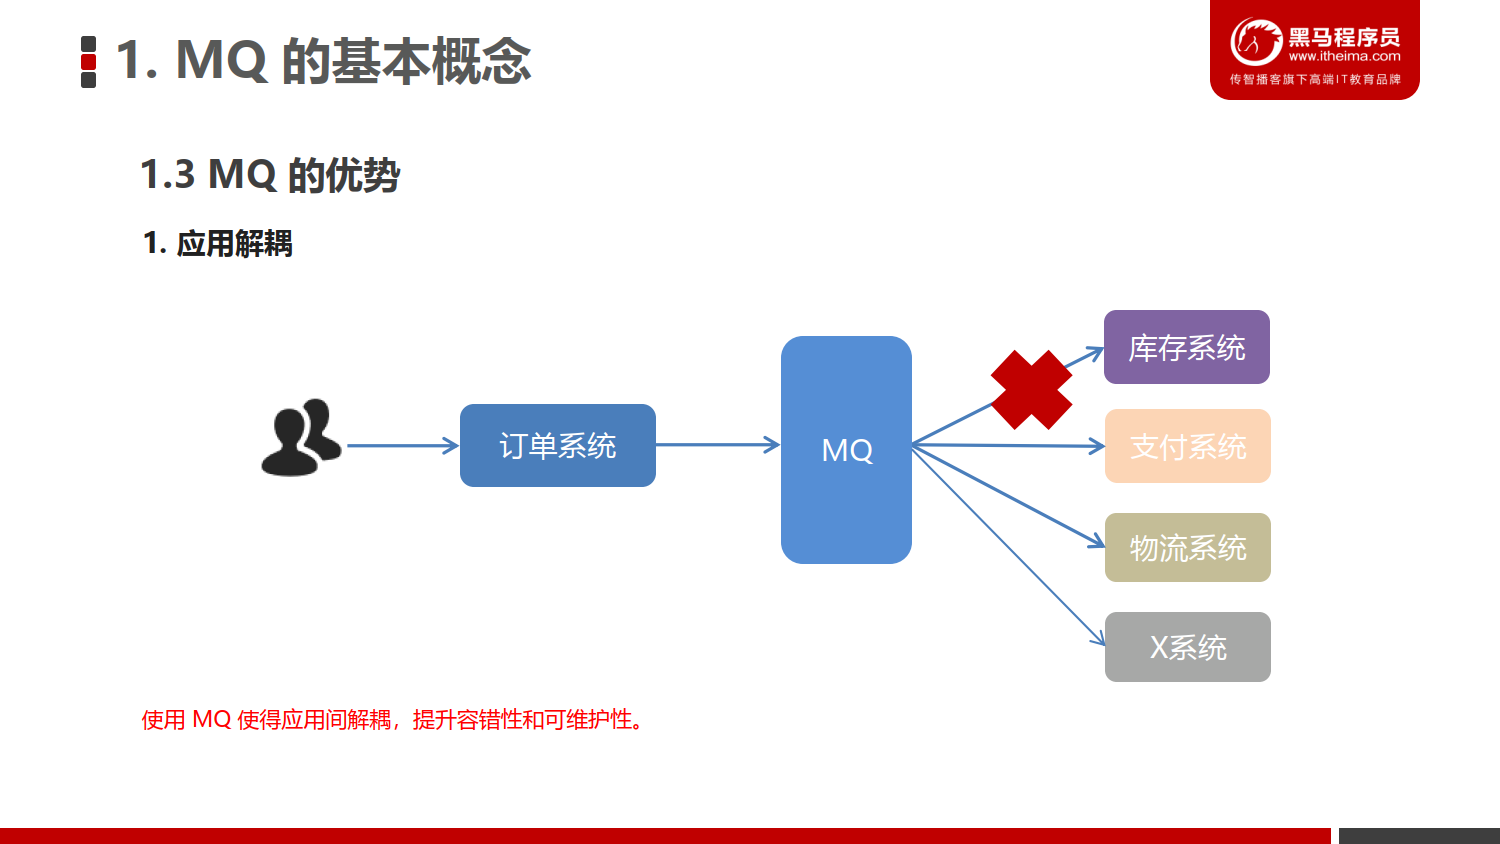 1. MQ 的基本概念
黑马程序员
www.itheima.com
传智播客旗下高端IT教育品牌
1.3 MQ 的优势
1. 应用解耦
库存系统
订单系统
MQ
支付系统
物流系统
X系统
使用 MQ 使得应用间解耦，提升容错性和可维护性。